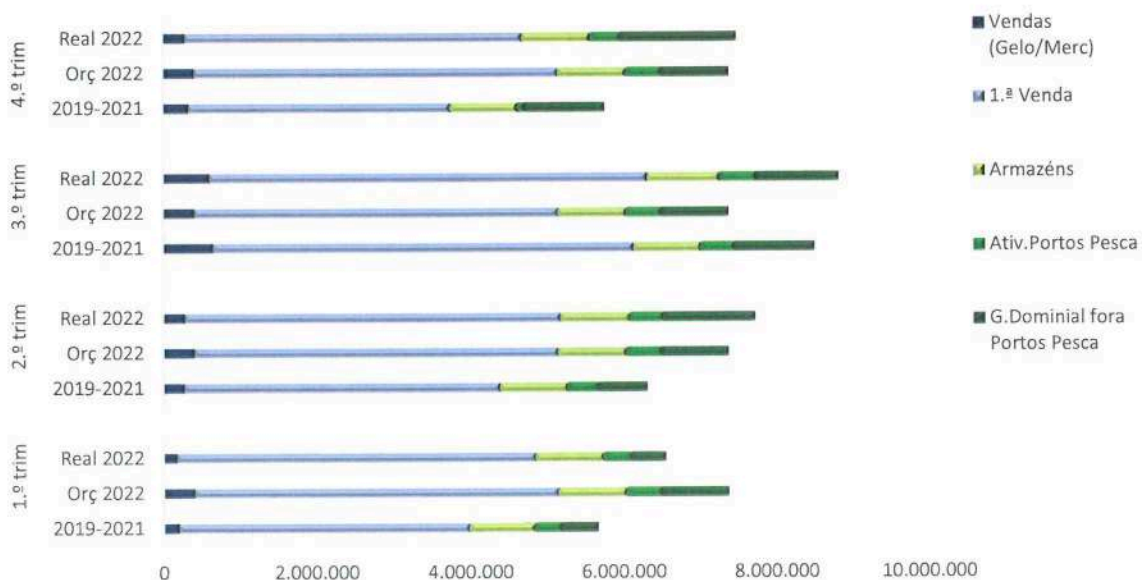 4.º trim
Real 2022
Orç 2022
2019-2021
3.º trim
Real 2022
Orç 2022
2019-2021
2.º trim
Real 2022
Orç 2022
2019-2021
1.º trim
Real 2022
Orç 2022
2019-2021
0 2.000.000 4.000.000 6.000.000 8.000.000 10.000.000
Vendas
(Gelo/Merc)
1.ª Venda
Armazéns
Ativ.Portos Pesca
G.Dominial fora
Portos Pesca